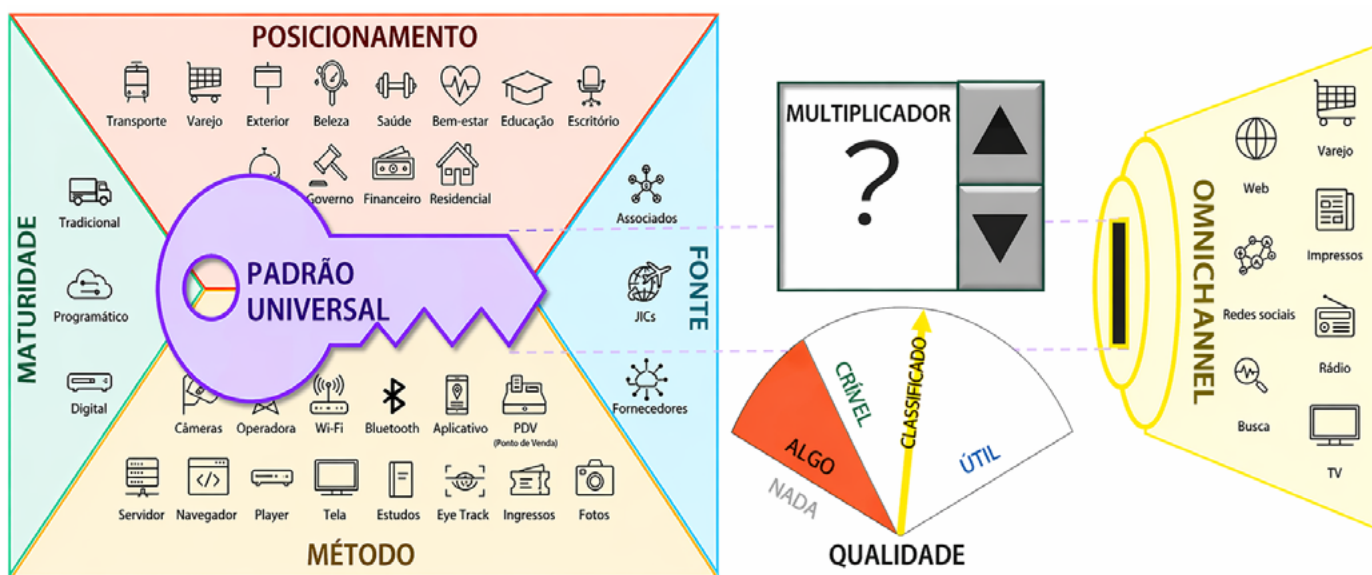 POSICIONAMENTO
Transporte Varejo Exterior Beleza Saúde Bem-estar Educação Escritório
Governo Financeiro Residencial
MATURIDADE
Tradicional
Programático
Digital
PADRÃO
UNIVERSAL
FONTE
Associados
JICs
Fornecedores
Câmeras Operadora Wi-Fi Bluetooth Aplicativo PDV
(Ponto de Venda)
Servidor Navegador Player Tela Estudos Eye Track Ingressos Fotos
MÉTODO
MULTIPLICADOR
?
NADA
ALGO
CRÍVEL
CLASSIFICADO
ÚTIL
QUALIDADE
OMNICHANNEL
Web
Redes sociais
Busca
Varejo
Impressos
Rádio
TV